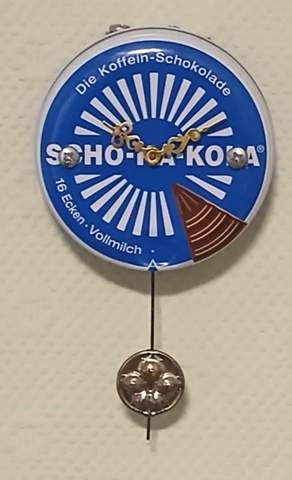 Die Koffein-Schokolade
SCHO-KA-KOLA®
16 Ecken · Vollmilch ·